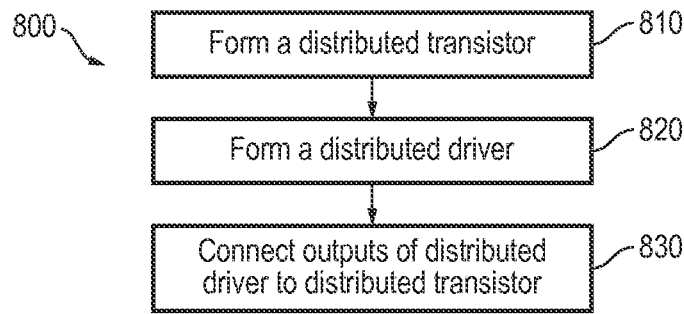 800
Form a distributed transistor
810
Form a distributed driver
820
Connect outputs of distributed
driver to distributed transistor
830